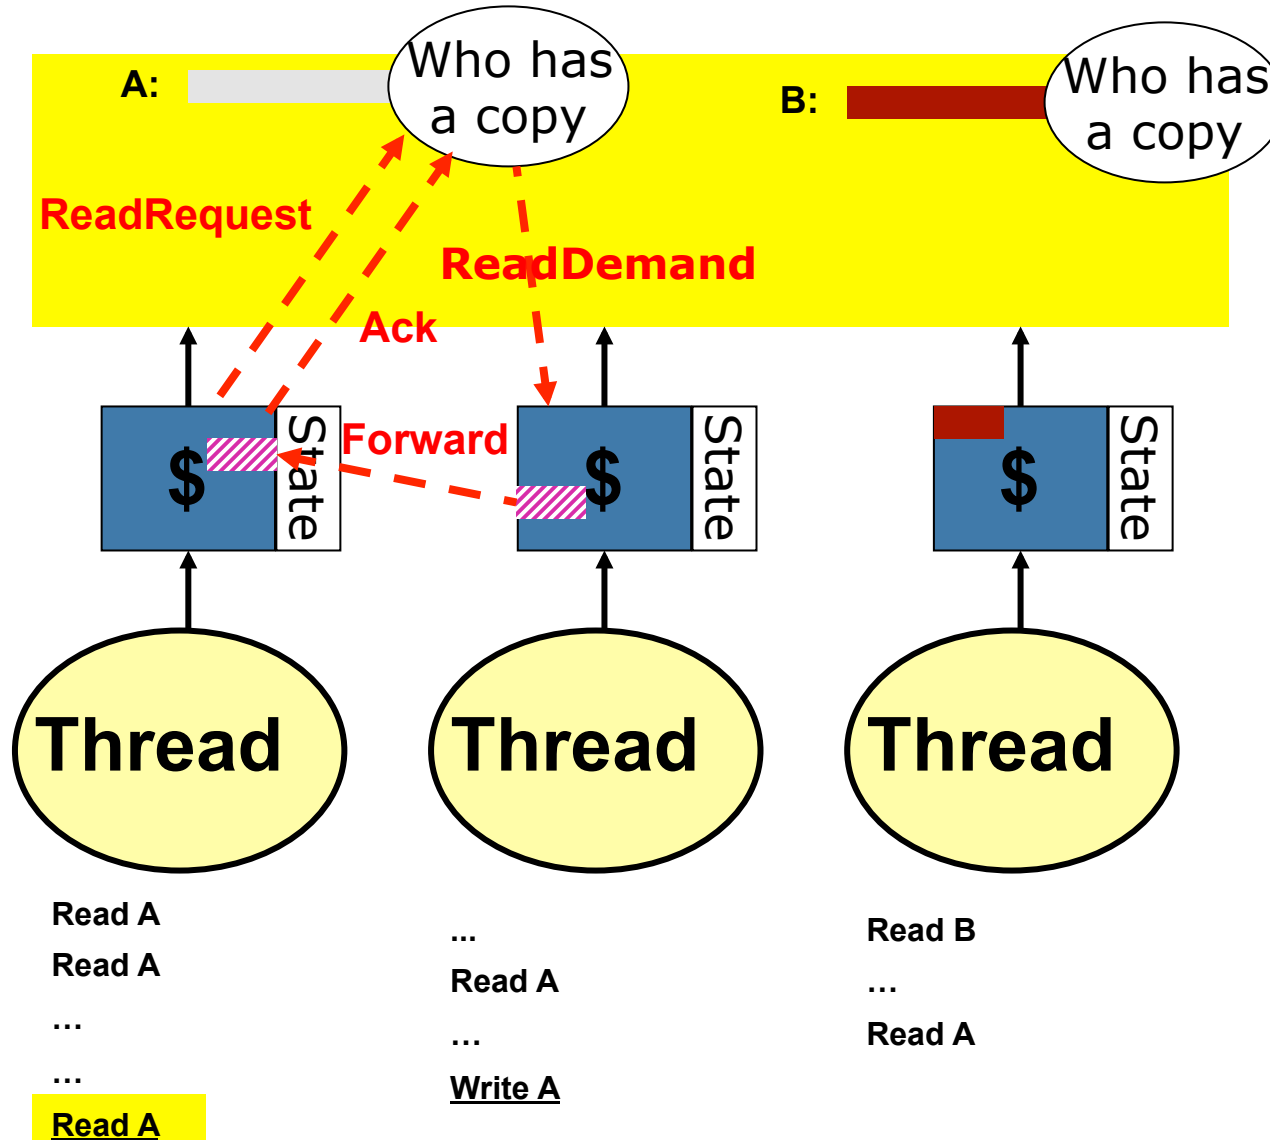 A:
Who has
a copy
B:
Who has
a copy
ReadRequest
ReadDemand
Ack
Forward
$
State
$
State
$
State
Thread
Thread
Thread
Read A
Read A
…
…
Read A
...
Read A
…
Write A
Read B
…
Read A